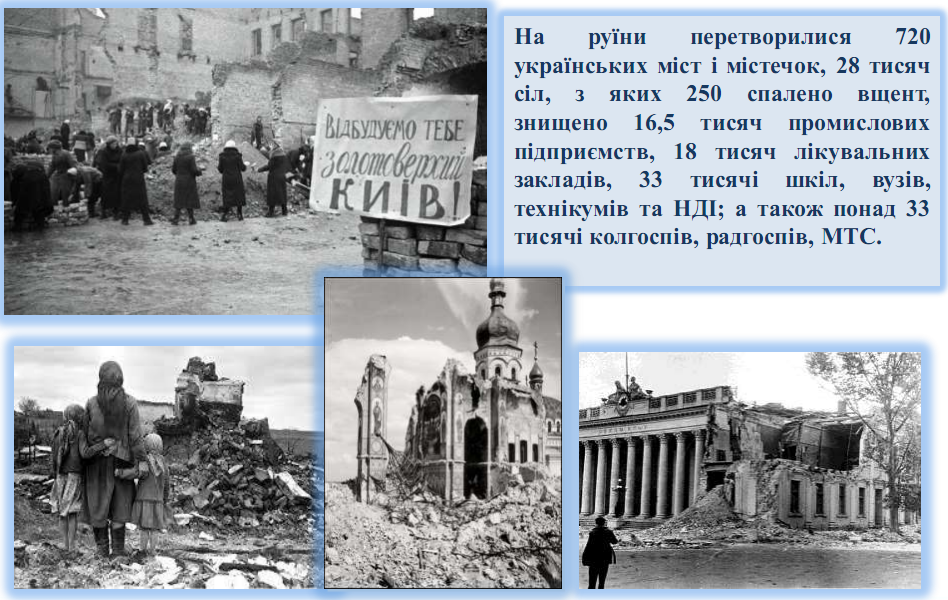 ВІДБУДУЄМО ТЕБЕ
ЗОЛОТОВЕРХИЙ
КИЇВ!
На руїни перетворилися 720
українських міст і містечок, 28 тисяч
сіл, з яких 250 спалено вщент,
знищено 16,5 тисяч промислових
підприємств, 18 тисяч лікувальних
закладів, 33 тисячі шкіл, вузів,
технікумів та НДІ; а також понад 33
тисячі колгоспів, радгоспів, МТС.